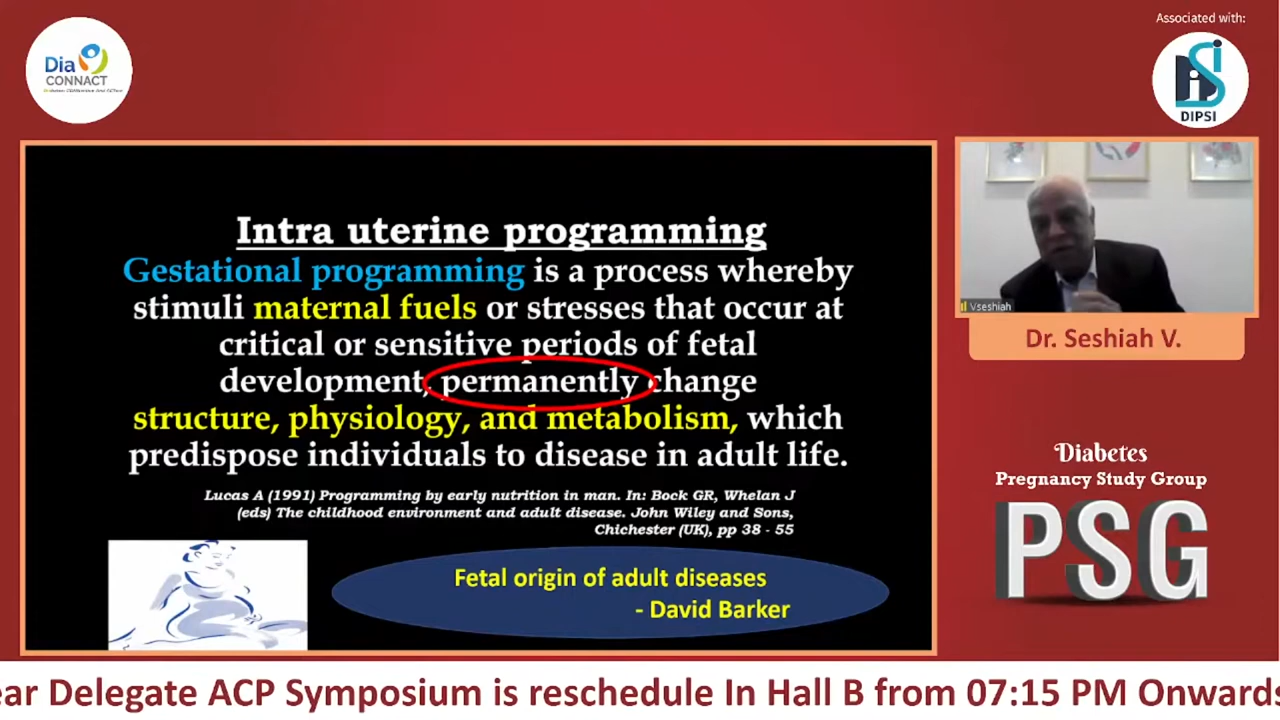 Dia
CONNACT
Associated with:
DIPSI
Intra uterine programming
Gestational programming is a process whereby
stimuli maternal fuels or stresses that occur at
critical or sensitive periods of fetal
development, permanently change
structure, physiology, and metabolism, which
predispose individuals to disease in adult life.
Lucas A (1991) Programming by early nutrition in man. In: Bock GR, Whelan J
(eds) The childhood environment and adult disease. John Wiley and Sons,
Chichester (UK), pp 38 - 55
Fetal origin of adult diseases
- David Barker
Vseshiah
Dr. Seshiah V.
Diabetes
Pregnancy Study Group
PSG
ear Delegate ACP Symposium is reschedule In Hall B from 07:15 PM Onwards